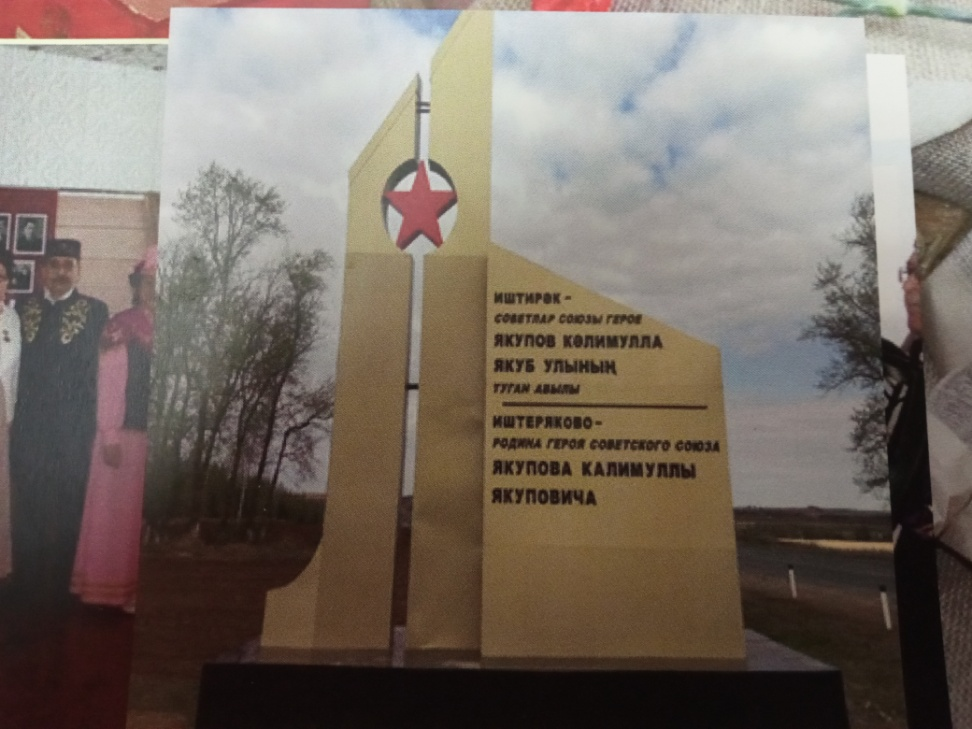 ИШТИРӘК-
СОВЕТЛАР СОЮЗЫ ГЕРОЕ
ЯКУПОВ КӘЛИМУЛЛА
ЯКУБ УЛЫНЫҢ
ТУГАН АВЫЛЫ
ИШТЕРЯКОВО-
РОДИНА ГЕРОЯ СОВЕТСКОГО СОЮЗА
ЯКУПОВА КАЛИМУЛЛЫ
ЯКУПОВИЧА